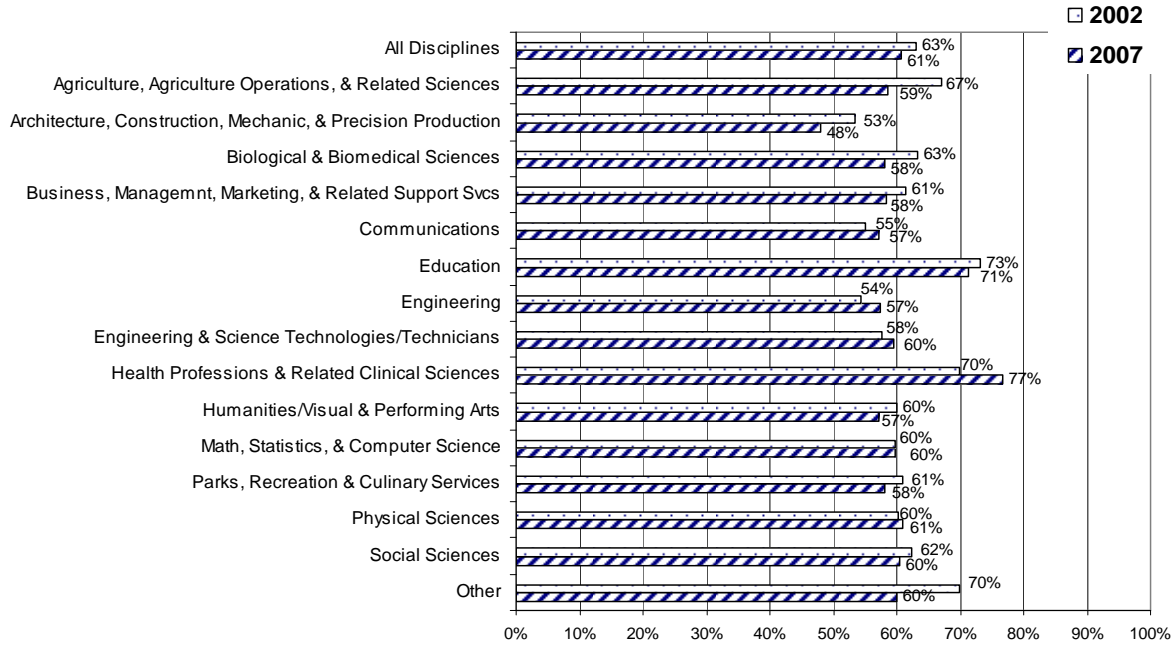 2002
2007
All Disciplines
63%
61%
Agriculture, Agriculture Operations, & Related Sciences
67%
59%
Architecture, Construction, Mechanic, & Precision Production
53%
48%
Biological & Biomedical Sciences
63%
58%
Business, Managemnt, Marketing, & Related Support Svcs
61%
58%
Communications
55%
57%
Education
73%
71%
Engineering
54%
57%
Engineering & Science Technologies/Technicians
58%
60%
Health Professions & Related Clinical Sciences
70%
77%
Humanities/Visual & Performing Arts
60%
57%
Math, Statistics, & Computer Science
60%
60%
Parks, Recreation & Culinary Services
61%
58%
Physical Sciences
60%
61%
Social Sciences
62%
60%
Other
70%
60%
0% 10% 20% 30% 40% 50% 60% 70% 80% 90% 100%